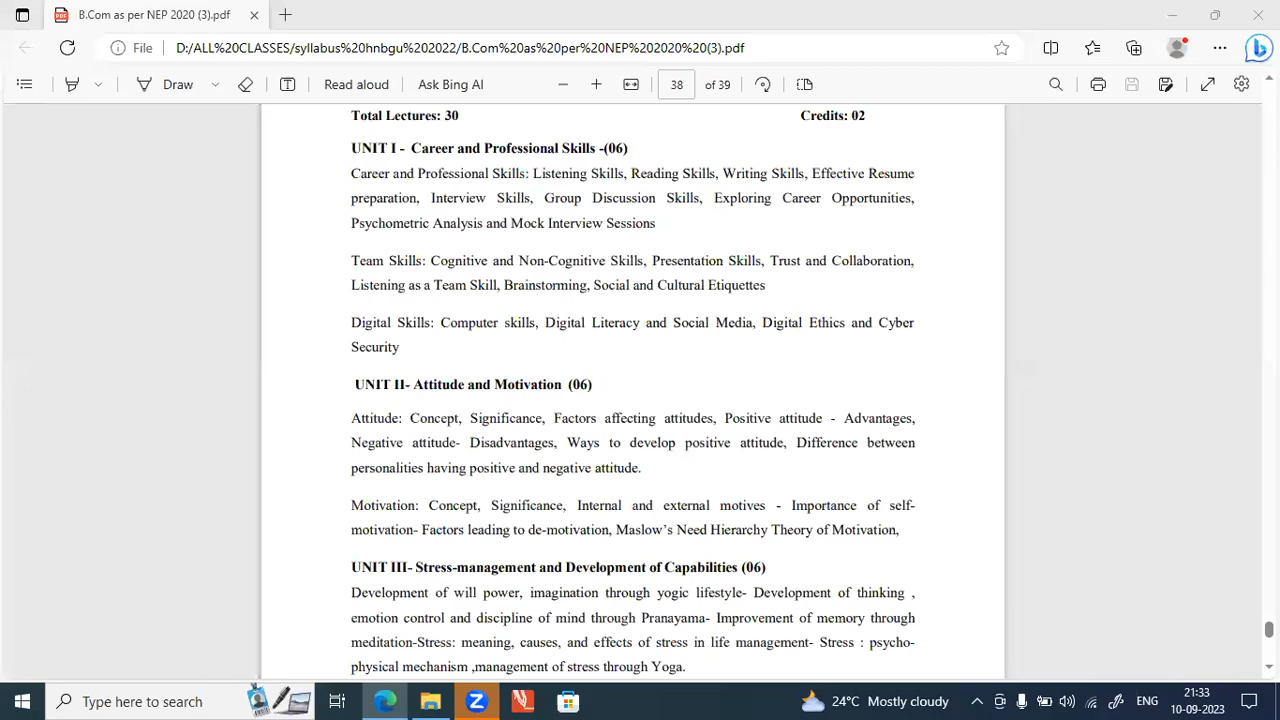 B.Com as per NEP 2020 (3).pdf
File D:/ALL%20CLASSES/syllabus%20hnbgu%202022/B.Com%20as%20per%20NEP%202020%20(3).pdf
Draw Read aloud Ask Bing AI 38 of 39
Total Lectures: 30 Credits: 02
UNIT I - Career and Professional Skills -(06)
Career and Professional Skills: Listening Skills, Reading Skills, Writing Skills, Effective Resume
preparation, Interview Skills, Group Discussion Skills, Exploring Career Opportunities,
Psychometric Analysis and Mock Interview Sessions
Team Skills: Cognitive and Non-Cognitive Skills, Presentation Skills, Trust and Collaboration,
Listening as a Team Skill, Brainstorming, Social and Cultural Etiquettes
Digital Skills: Computer skills, Digital Literacy and Social Media, Digital Ethics and Cyber
Security
UNIT II- Attitude and Motivation (06)
Attitude: Concept, Significance, Factors affecting attitudes, Positive attitude - Advantages,
Negative attitude- Disadvantages, Ways to develop positive attitude, Difference between
personalities having positive and negative attitude.
Motivation: Concept, Significance, Internal and external motives - Importance of self-
motivation- Factors leading to de-motivation, Maslow's Need Hierarchy Theory of Motivation,
UNIT III- Stress-management and Development of Capabilities (06)
Development of will power, imagination through yogic lifestyle- Development of thinking ,
emotion control and discipline of mind through Pranayama- Improvement of memory through
meditation-Stress: meaning, causes, and effects of stress in life management- Stress : psycho-
physical mechanism ,management of stress through Yoga.
Type here to search 24°C Mostly cloudy ENG 21:33
10-09-2023